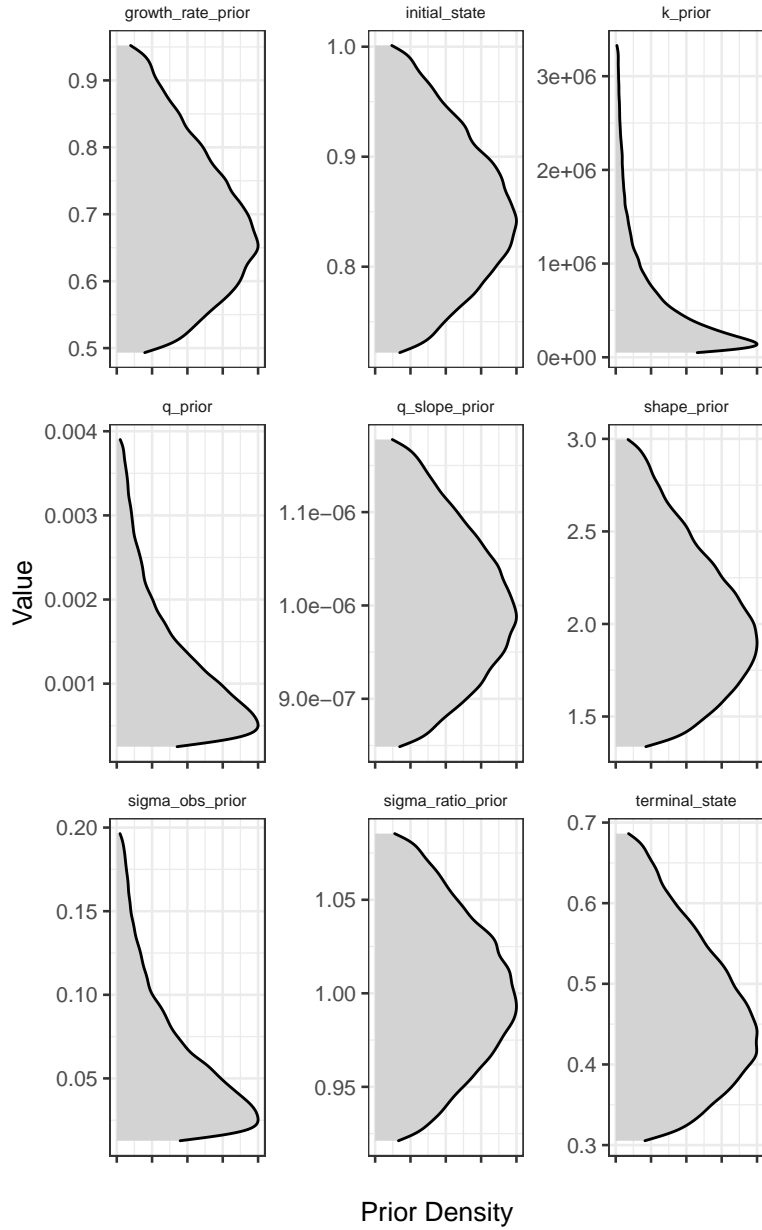 growth_rate_prior
initial_state
k_prior
0.9
0.8
0.7
0.6
0.5
1.0
0.9
0.8
3e+06
2e+06
1e+06
0e+00
q_prior
q_slope_prior
shape_prior
0.004
0.003
0.002
0.001
1.1e−06
1.0e−06
9.0e−07
3.0
2.5
2.0
1.5
Value
sigma_obs_prior
sigma_ratio_prior
terminal_state
0.20
0.15
0.10
0.05
1.05
1.00
0.95
0.7
0.6
0.5
0.4
0.3
Prior Density